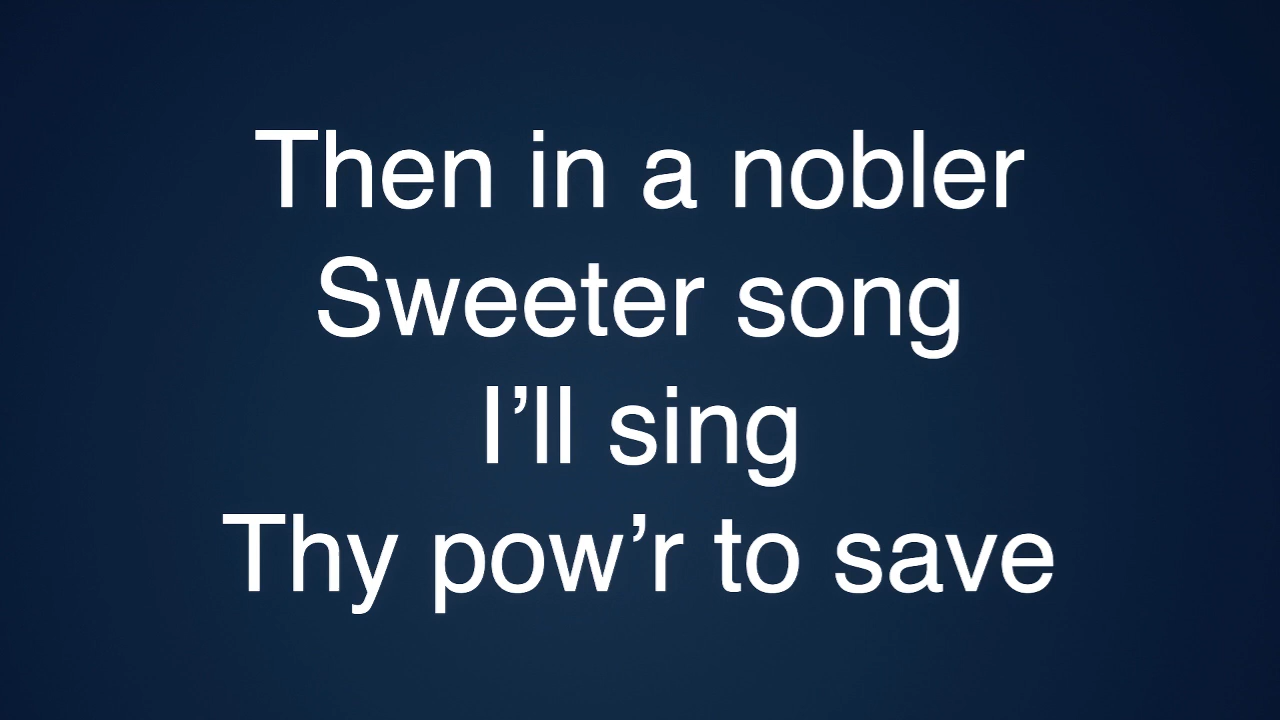 Then in a nobler
Sweeter song
I’ll sing
Thy pow’r to save